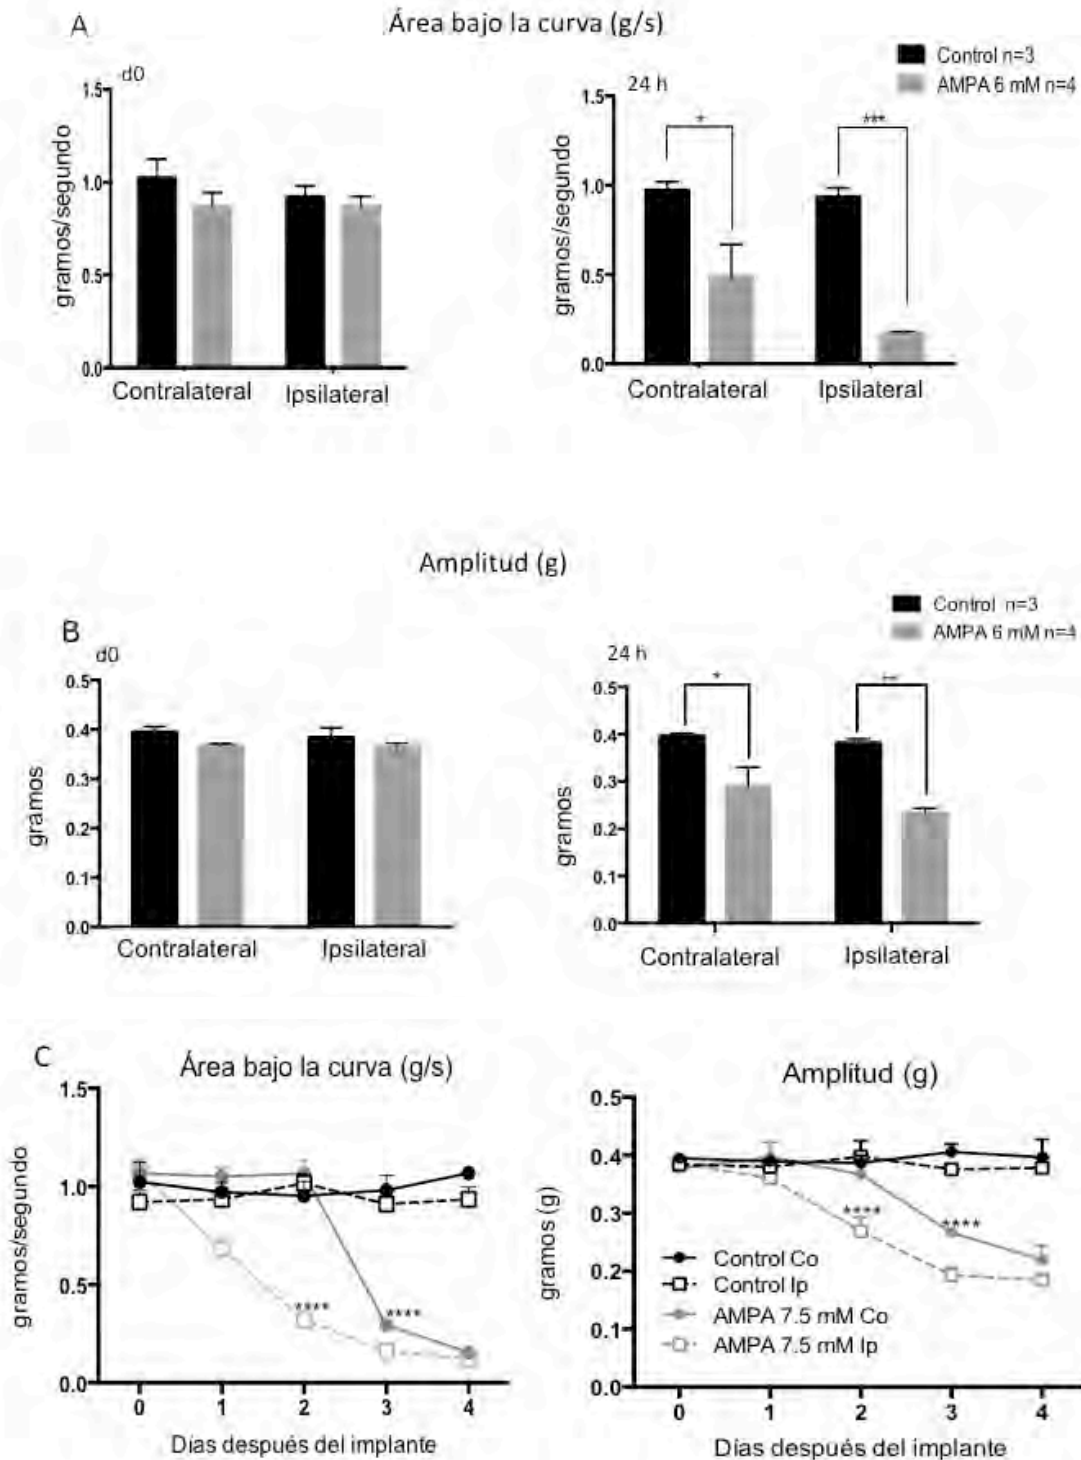 A
Área bajo la curva (g/s)
Control n=3
AMPA 6 mM n=4
d0
1.5
1.0
0.5
0.0
gramos/segundo
Contralateral
Ipsilateral
24 h
1.5
1.0
0.5
0.0
gramos/segundo
*
***
Contralateral
Ipsilateral
Amplitud (g)
B
Control n=3
AMPA 6 mM n=4
d0
0.5
0.4
0.3
0.2
0.1
0.0
gramos
Contralateral
Ipsilateral
24 h
0.5
0.4
0.3
0.2
0.1
0.0
gramos
*
**
Contralateral
Ipsilateral
C
Área bajo la curva (g/s)
1.5
1.0
0.5
0.0
gramos/segundo
****
****
0 1 2 3 4
Días después del implante
Amplitud (g)
0.5
0.4
0.3
0.2
0.1
0.0
gramos (g)
****
****
Control Co
Control Ip
AMPA 7.5 mM Co
AMPA 7.5 mM Ip
0 1 2 3 4
Días después del implante